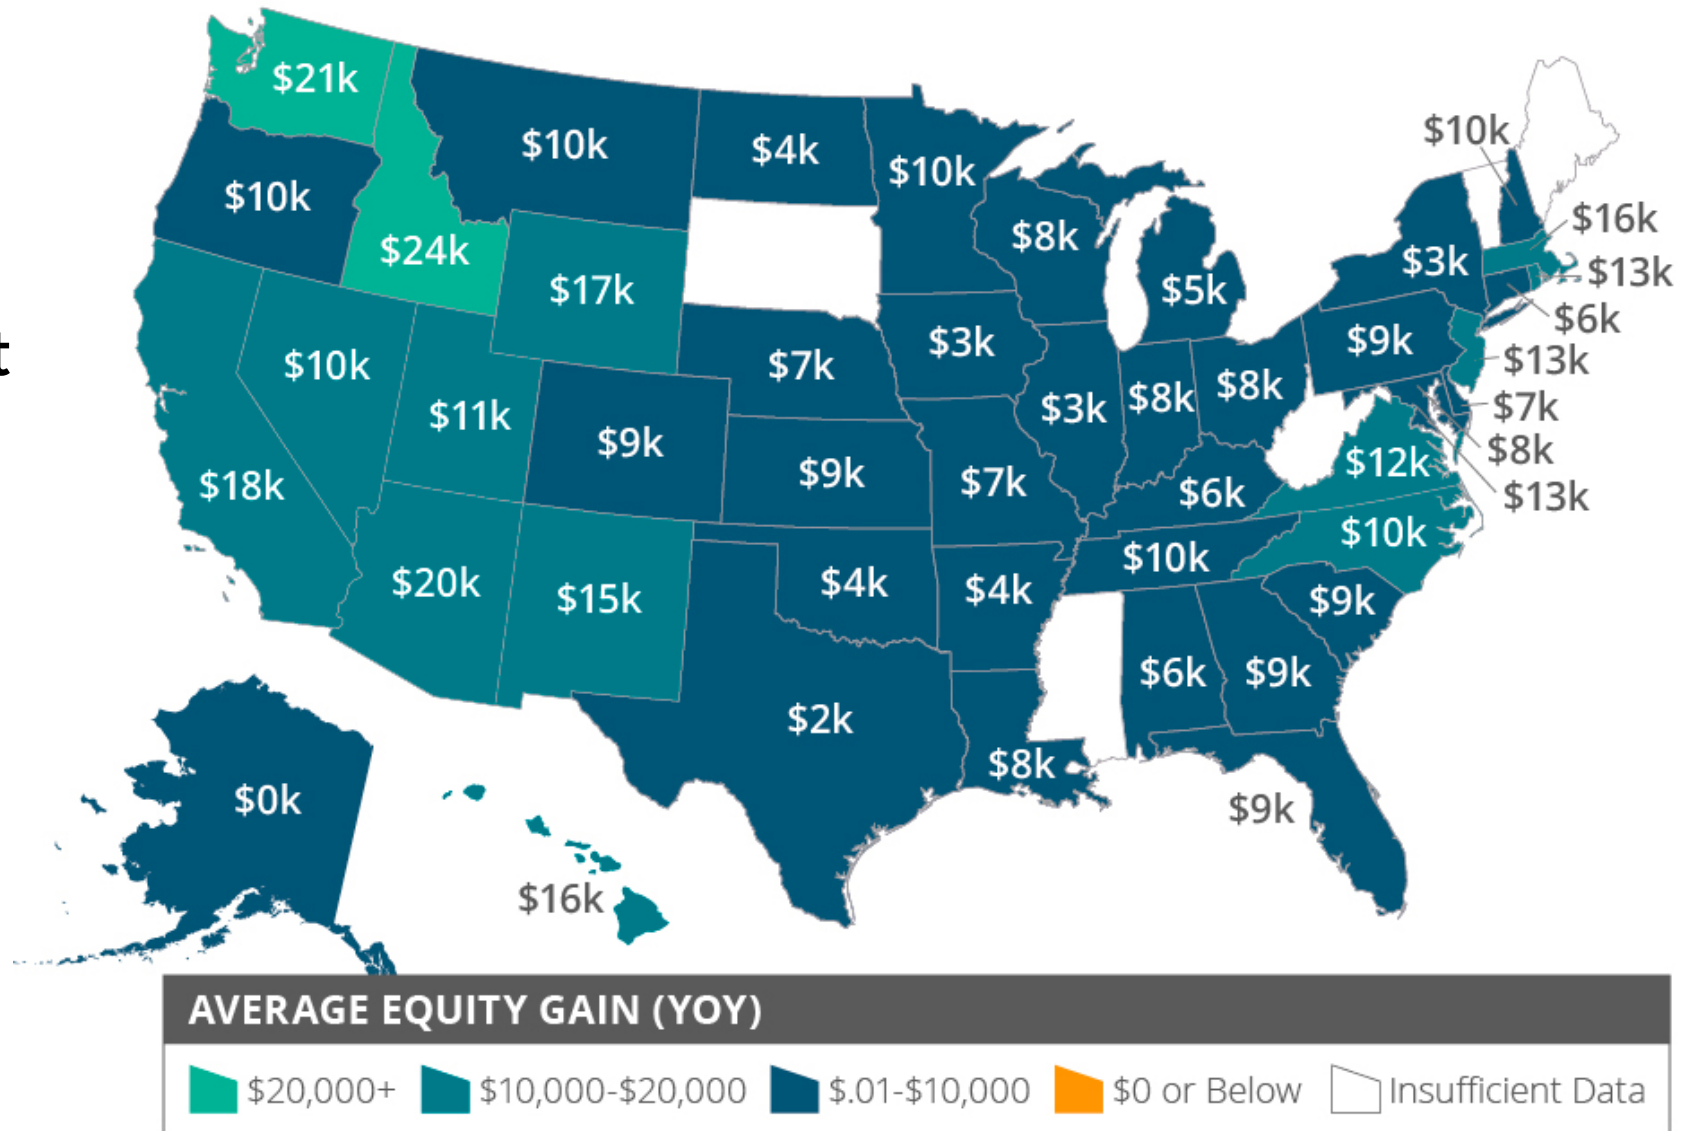 $21k
$10k
$10k
$4k
$10k
$10k
$24k
$17k
$8k
$5k
$3k
$16k
$13k
$6k
$13k
$7k
$8k
$13k
$10k
$11k
$9k
$7k
$3k
$3k
$8k
$8k
$9k
$18k
$9k
$7k
$6k
$12k
$10k
$20k
$15k
$4k
$4k
$10k
$9k
$2k
$8k
$6k
$9k
$9k
$0k
$16k
t
AVERAGE EQUITY GAIN (YOY)
$20,000+
$10,000-$20,000
$.01-$10,000
$0 or Below
Insufficient Data